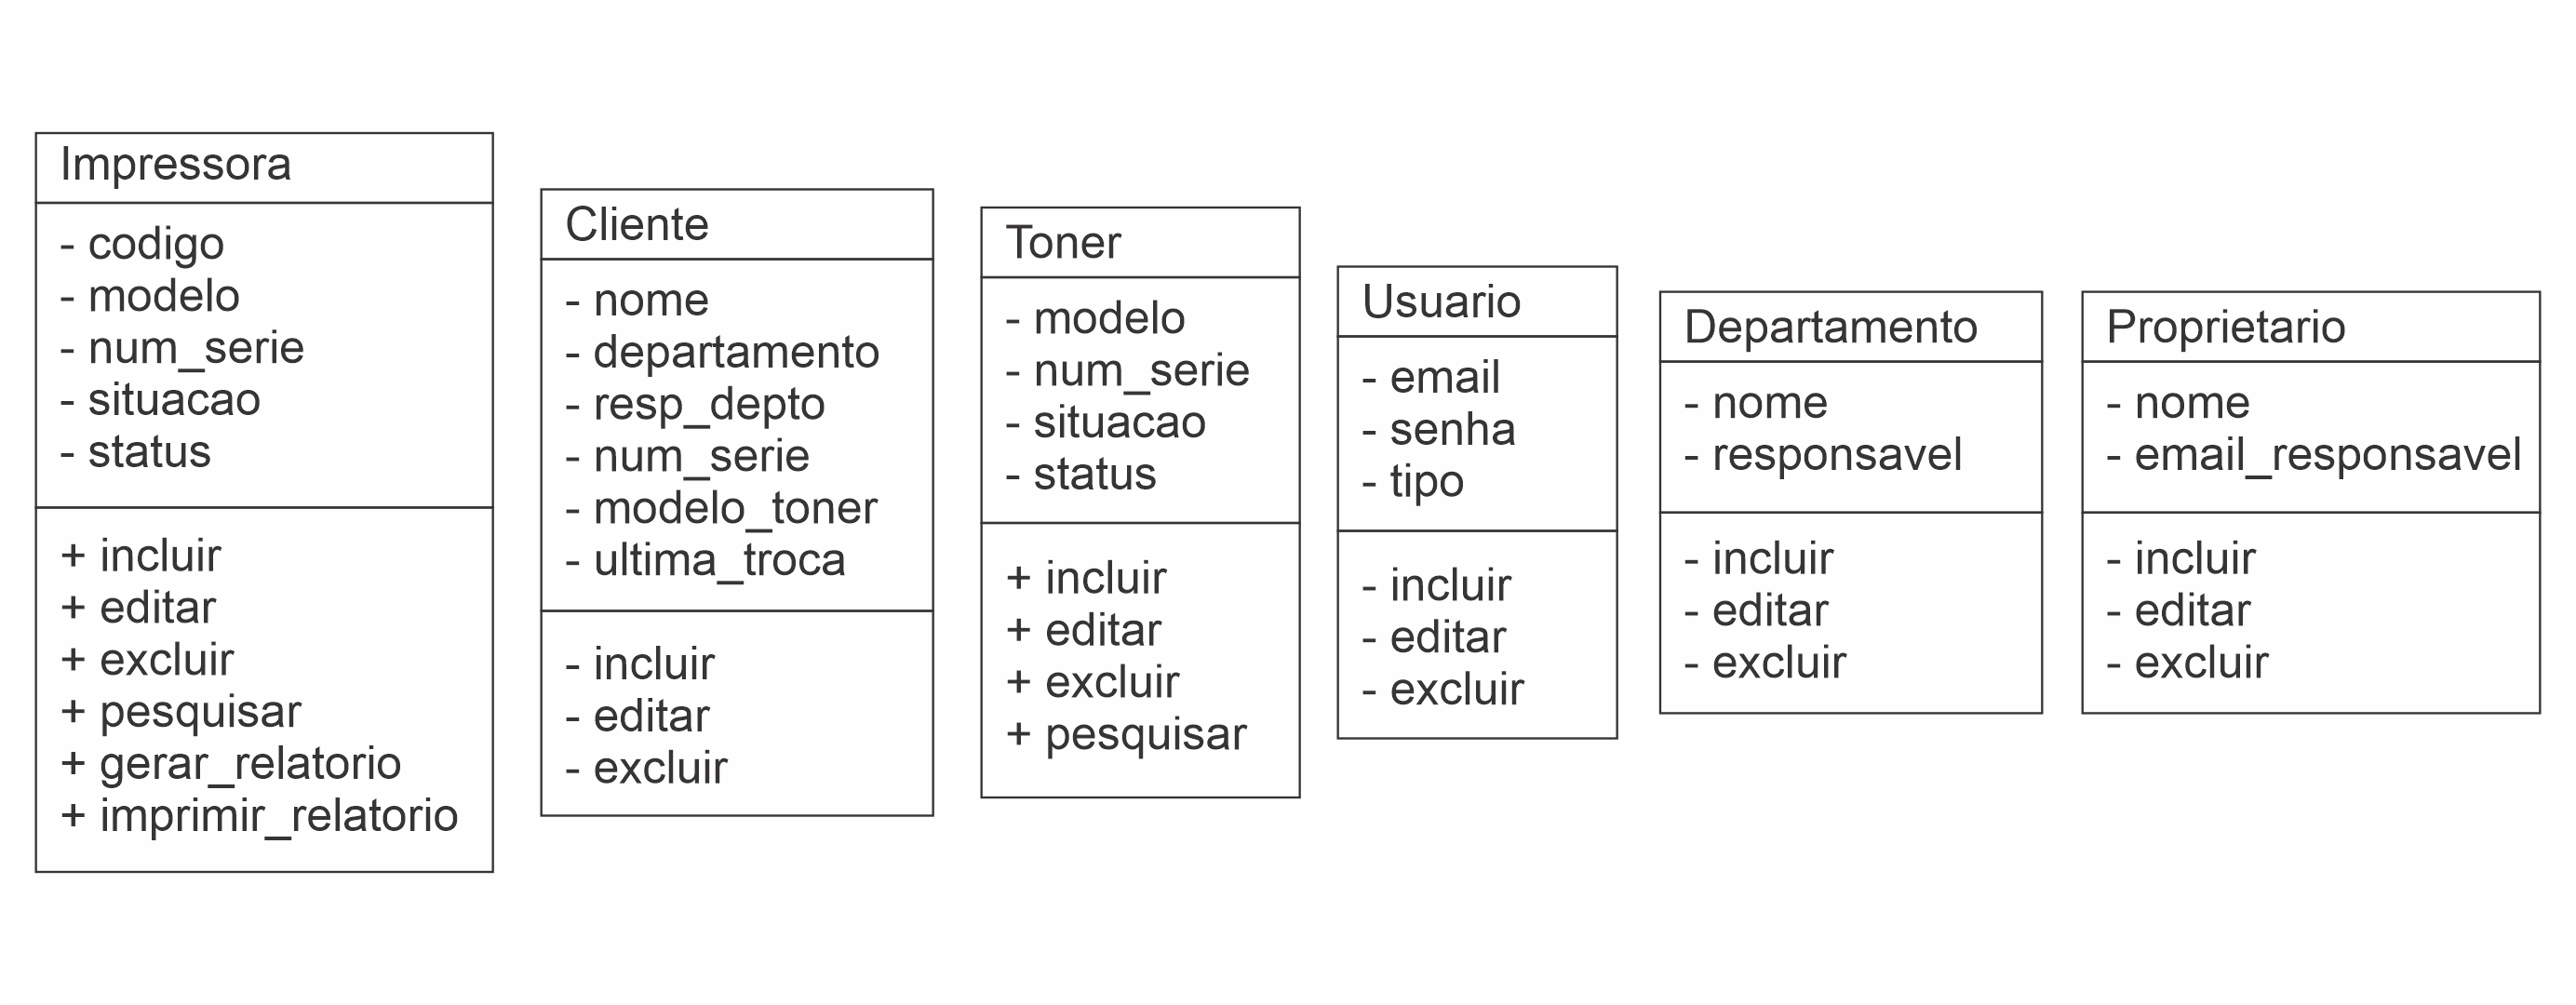 Impressora
- codigo
- modelo
- num_serie
- situacao
- status
+ incluir
+ editar
+ excluir
+ pesquisar
+ gerar_relatorio
+ imprimir_relatorio
Cliente
- nome
- departamento
- resp_depto
- num_serie
- modelo_toner
- ultima_troca
- incluir
- editar
- excluir
Toner
- modelo
- num_serie
- situacao
- status
+ incluir
+ editar
+ excluir
+ pesquisar
Usuario
- email
- senha
- tipo
- incluir
- editar
- excluir
Departamento
- nome
- responsavel
- incluir
- editar
- excluir
Proprietario
- nome
- email_responsavel
- incluir
- editar
- excluir